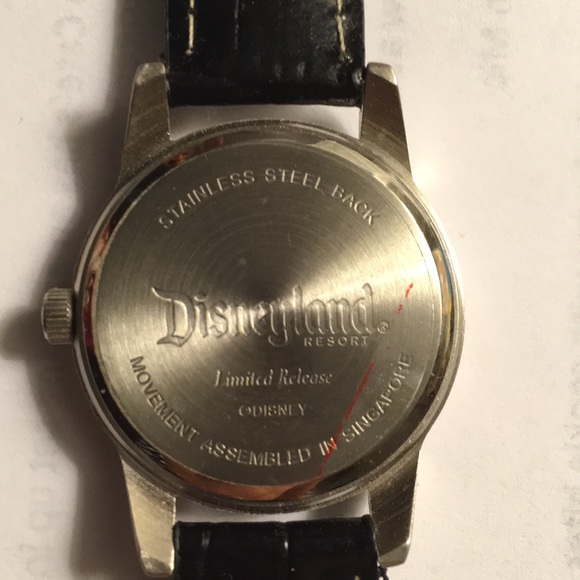 STAINLESS STEEL BACK
Disneyland®
RESORT
Limited Release
©DISNEY
MOVEMENT ASSEMBLED IN SINGAPORE